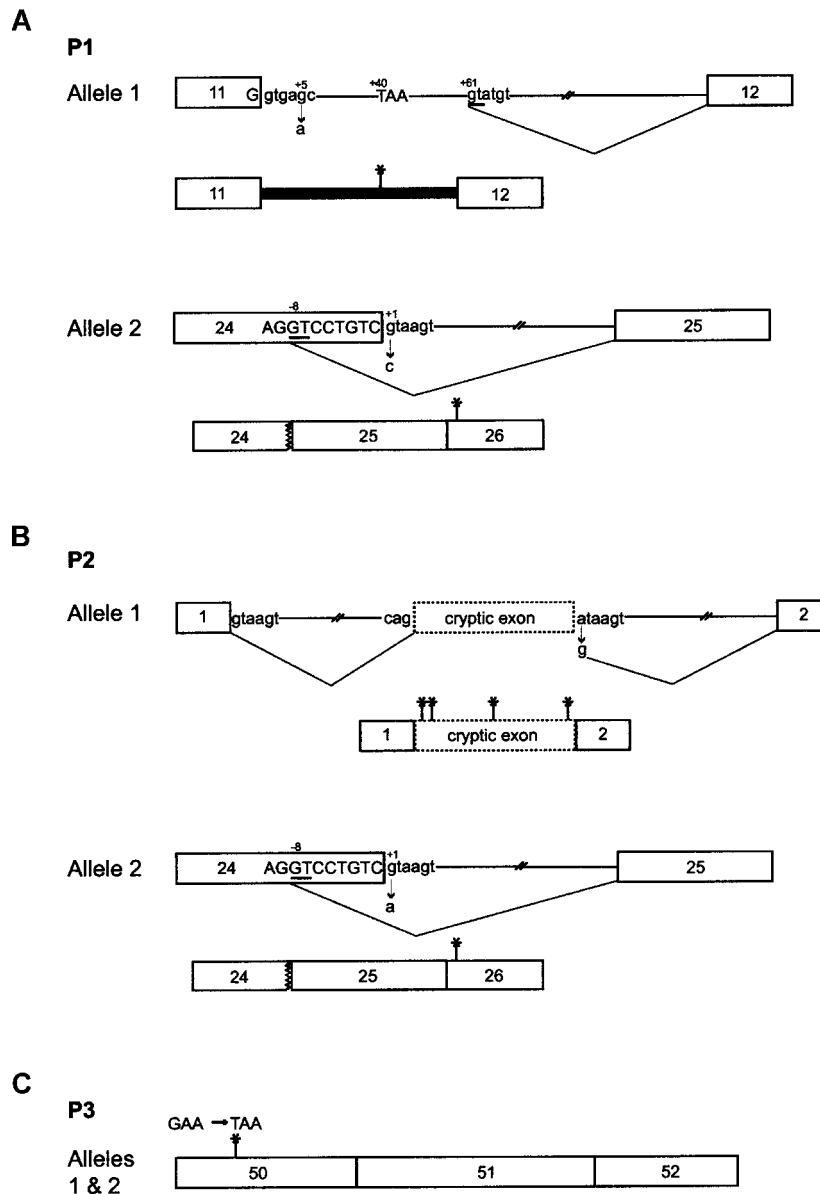 A
P1
+5 +40 +61
Allele 1 11 G gtgagc TAA gtatgt 12
a
*
11 12
-8 +1
Allele 2 24 AGGTCCTGTC gtaagt 25
c
*
24 25 26
B
P2
Allele 1 1 gtaagt cag cryptic exon ataagt 2
g
** * *
1 cryptic exon 2
-8 +1
Allele 2 24 AGGTCCTGTC gtaagt 25
a
*
24 25 26
C
P3
GAA → TAA
*
Alleles
1 & 2 50 51 52